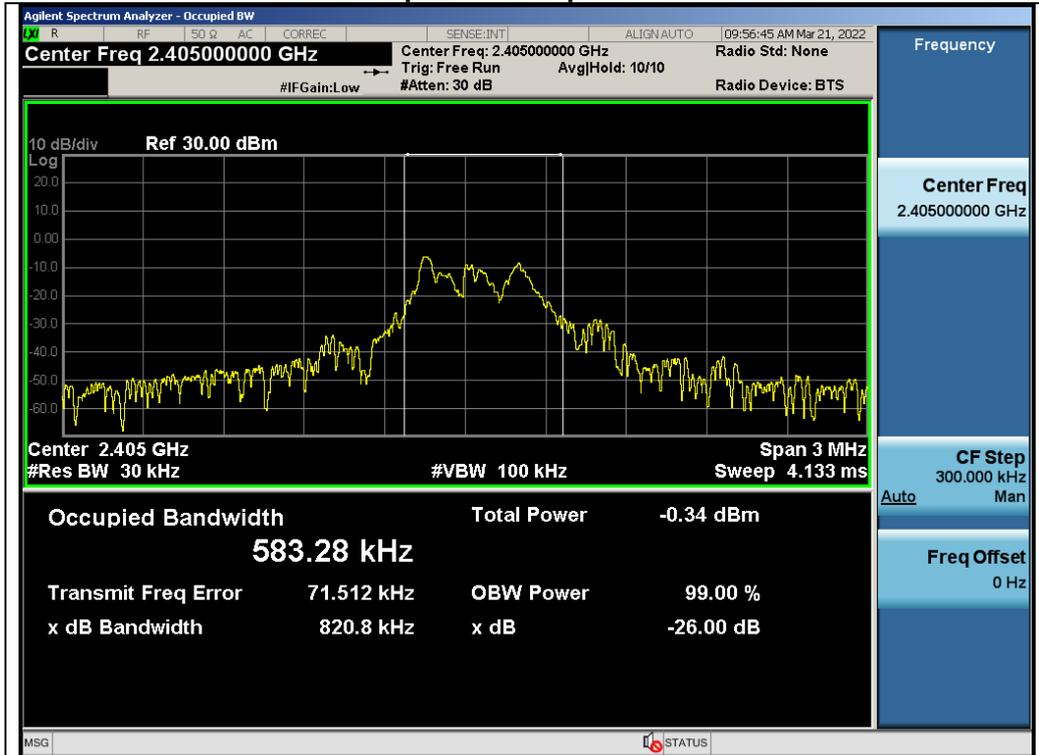 Agilent Spectrum Analyzer - Occupied BW
LXI R RF 50 Ω AC CORREC SENSE:INT ALIGN AUTO 09:56:45 AM Mar 21, 2022
Center Freq 2.405000000 GHz
Center Freq: 2.405000000 GHz
Radio Std: None
Trig: Free Run Avg|Hold: 10/10
#IFGain:Low
#Atten: 30 dB
Radio Device: BTS
10 dB/div Ref 30.00 dBm
Log
20.0
10.0
0.00
-10.0
-20.0
-30.0
-40.0
-50.0
-60.0
Center 2.405 GHz
Span 3 MHz
#Res BW 30 kHz
#VBW 100 kHz
Sweep 4.133 ms
Occupied Bandwidth
Total Power -0.34 dBm
583.28 kHz
Transmit Freq Error 71.512 kHz
OBW Power 99.00 %
x dB Bandwidth 820.8 kHz
x dB -26.00 dB
MSG
STATUS
Frequency
Center Freq
2.405000000 GHz
CF Step
300.000 kHz
Auto Man
Freq Offset
0 Hz